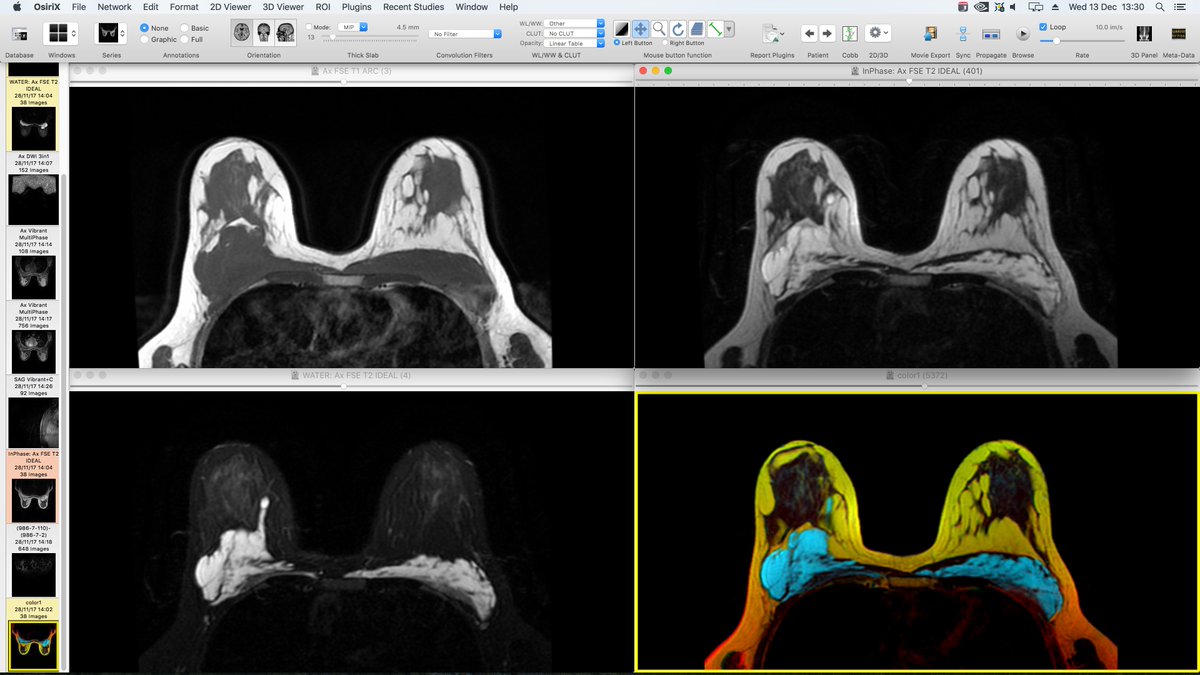 OsiriX File Network Edit Format 2D Viewer 3D Viewer ROI Plugins Recent Studies Window Help Wed 13 Dec 13:30
Database
Windows
Series
None Basic
Graphic Full
Annotations
Orientation
Mode: MIP 4.5 mm
13
Thick Slab
No Filter
Convolution Filters
WL/WW: Other
CLUT: No CLUT
Opacity: Linear Table
WL/WW & CLUT
Left Button Right Button
Mouse button function
Report Plugins
Patient
Cobb
2D/3D
Movie Export
Sync
Propagate
Browse
Loop 10.0 im/s
Rate
3D Panel
Meta-Data
WATER: Ax FSE T2
IDEAL
28/11/17 14:04
38 Images
Ax DWI 3in1
28/11/17 14:07
152 Images
Ax Vibrant
MultiPhase
28/11/17 14:14
108 Images
Ax Vibrant
MultiPhase
28/11/17 14:17
756 Images
SAG Vibrant+C
28/11/17 14:26
92 Images
InPhase: Ax FSE T2
IDEAL
28/11/17 14:04
38 Images
(986-7-110)-
(986-7-2)
28/11/17 14:18
648 Images
color1
28/11/17 14:02
38 Images
Ax FSE T1 ARC (3)
InPhase: Ax FSE T2 IDEAL (401)
WATER: Ax FSE T2 IDEAL (4)
color1 (5372)